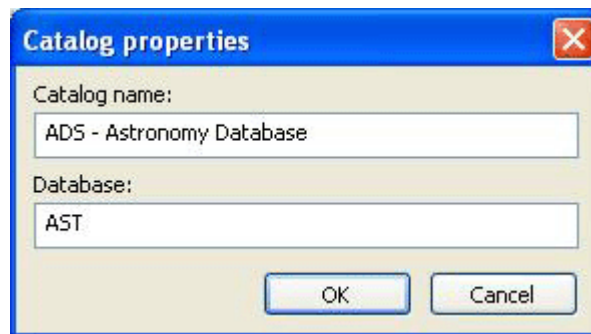 Catalog properties
Catalog name:
ADS - Astronomy Database
Database:
AST
OK Cancel